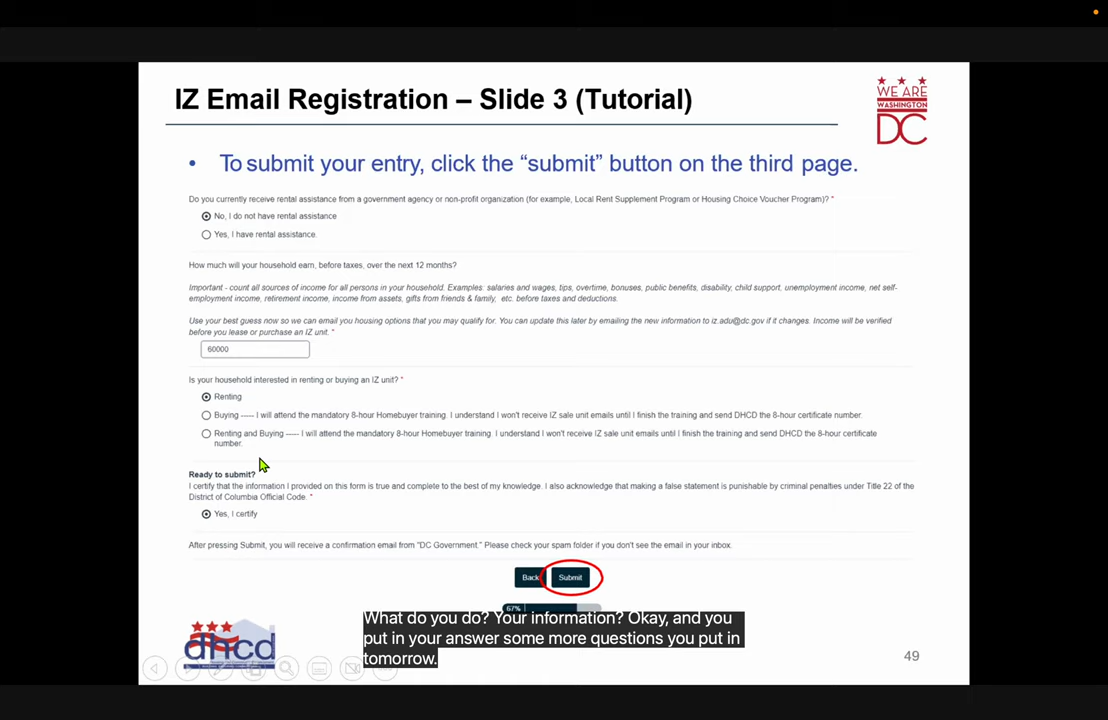 IZ Email Registration – Slide 3 (Tutorial)
WE ARE
WASHINGTON
DC
• To submit your entry, click the “submit” button on the third page.
Do you currently receive rental assistance from a government agency or non-profit organization (for example, Local Rent Supplement Program or Housing Choice Voucher Program)? *
No, I do not have rental assistance
Yes, I have rental assistance.
How much will your household earn, before taxes, over the next 12 months?
Important - count all sources of income for all persons in your household. Examples: salaries and wages, tips, overtime, bonuses, public benefits, disability, child support, unemployment income, net self-
employment income, retirement income, income from assets, gifts from friends & family, etc. before taxes and deductions.
Use your best guess now so we can email you housing options that you may qualify for. You can update this later by emailing the new information to iz.adu@dc.gov if it changes. Income will be verified
before you lease or purchase an IZ unit. *
60000
Is your household interested in renting or buying an IZ unit? *
Renting
Buying ----- I will attend the mandatory 8-hour Homebuyer training. I understand I won't receive IZ sale unit emails until I finish the training and send DHCD the 8-hour certificate number.
Renting and Buying ----- I will attend the mandatory 8-hour Homebuyer training. I understand I won't receive IZ sale unit emails until I finish the training and send DHCD the 8-hour certificate
number.
Ready to submit?
I certify that the information I provided on this form is true and complete to the best of my knowledge. I also acknowledge that making a false statement is punishable by criminal penalties under Title 22 of the
District of Columbia Official Code. *
Yes, I certify
After pressing Submit, you will receive a confirmation email from "DC Government." Please check your spam folder if you don't see the email in your inbox.
Back Submit
67%
What do you do? Your information? Okay, and you
put in your answer some more questions you put in
tomorrow.
dhcd
49